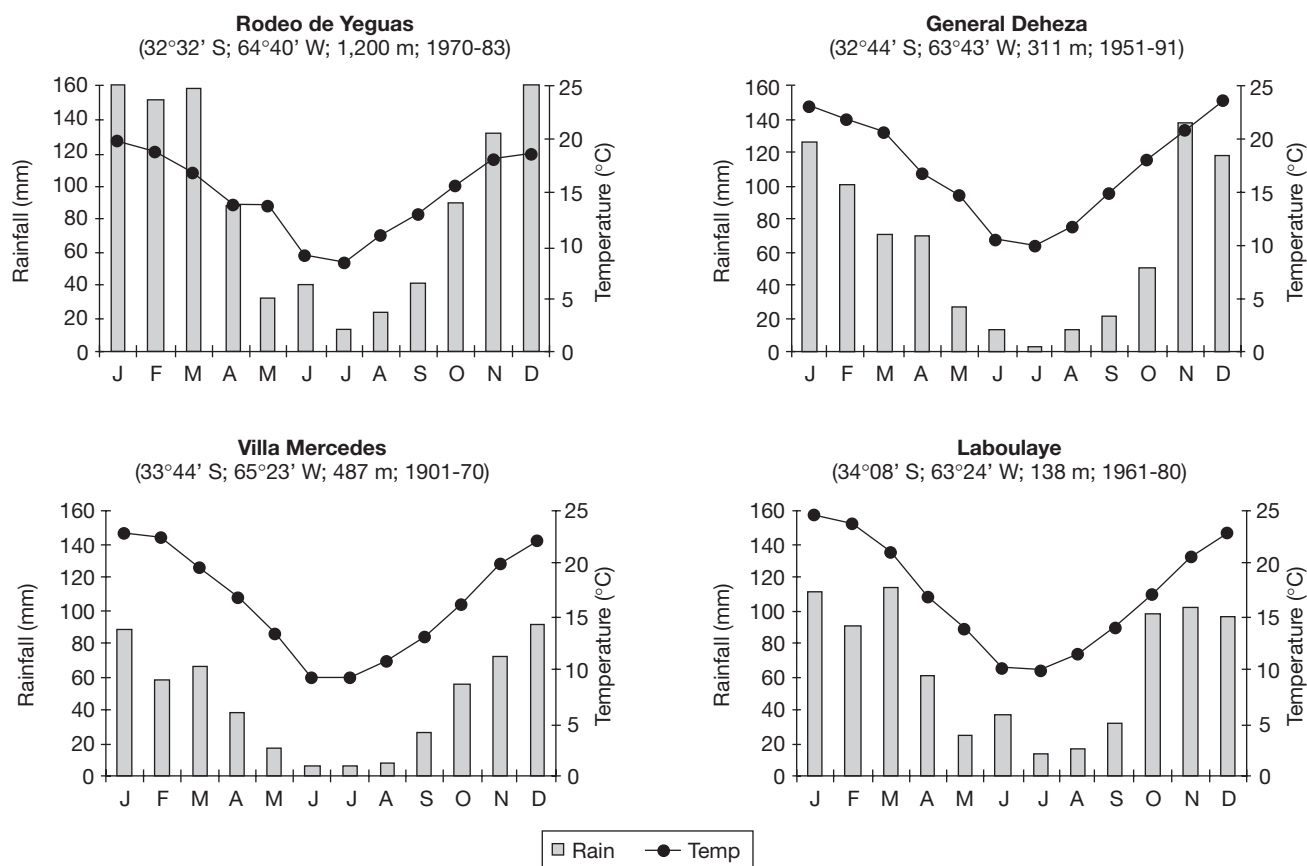 Rodeo de Yeguas
(32°32' S; 64°40' W; 1,200 m; 1970-83)
160
140
120
100
80
60
40
20
0
Rainfall (mm)
25
20
15
10
5
0
Temperature (°C)
J F M A M J J A S O N D
General Deheza
(32°44' S; 63°43' W; 311 m; 1951-91)
160
140
120
100
80
60
40
20
0
Rainfall (mm)
25
20
15
10
5
0
Temperature (°C)
J F M A M J J A S O N D
Villa Mercedes
(33°44' S; 65°23' W; 487 m; 1901-70)
160
140
120
100
80
60
40
20
0
Rainfall (mm)
25
20
15
10
5
0
Temperature (°C)
J F M A M J J A S O N D
Laboulaye
(34°08' S; 63°24' W; 138 m; 1961-80)
160
140
120
100
80
60
40
20
0
Rainfall (mm)
25
20
15
10
5
0
Temperature (°C)
J F M A M J J A S O N D
Rain Temp